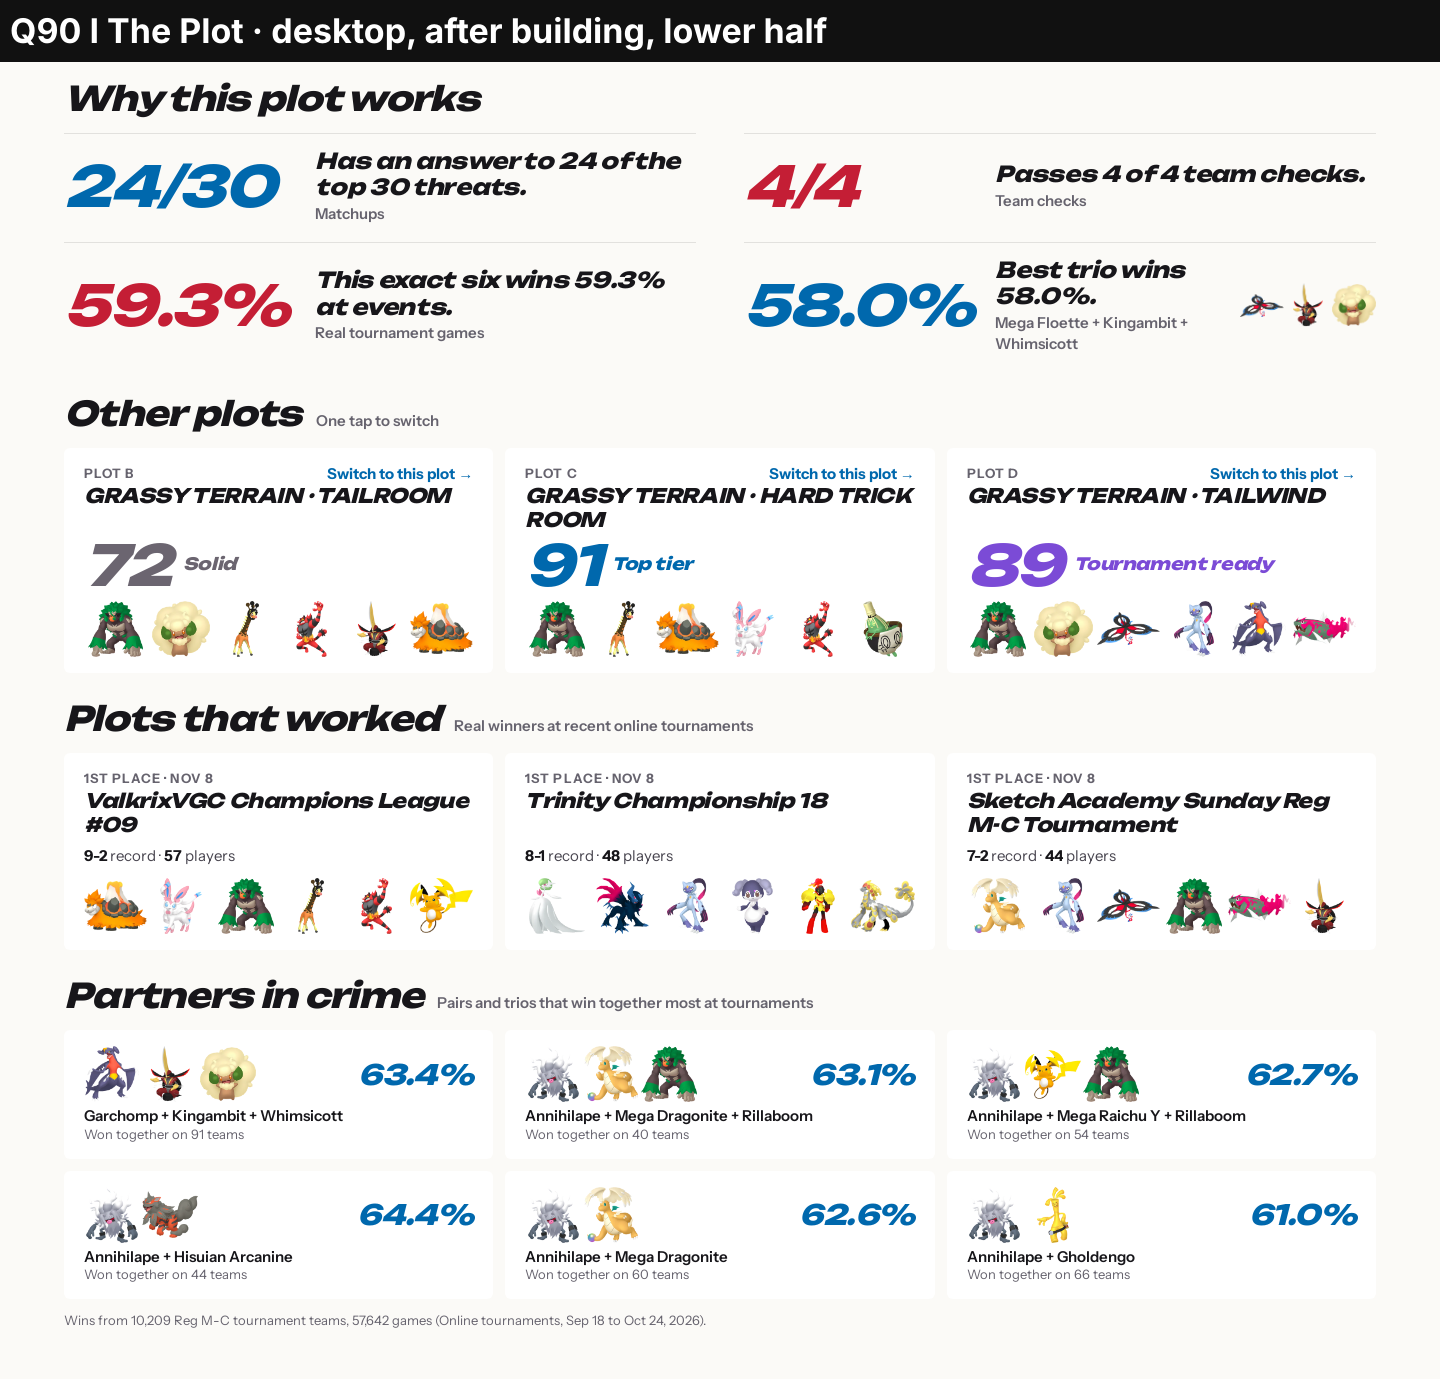 Q90 I The Plot · desktop, after building, lower half
Why this plot works
24/30
Has an answer to 24 of the
top 30 threats.
Matchups
4/4
Passes 4 of 4 team checks.
Team checks
59.3%
This exact six wins 59.3%
at events.
Real tournament games
58.0%
Best trio wins
58.0%.
Mega Floette + Kingambit +
Whimsicott
Other plots
One tap to switch
PLOT B
Switch to this plot →
GRASSY TERRAIN · TAILROOM
72 Solid
PLOT C
Switch to this plot →
GRASSY TERRAIN · HARD TRICK
ROOM
91 Top tier
PLOT D
Switch to this plot →
GRASSY TERRAIN · TAILWIND
89 Tournament ready
Plots that worked
Real winners at recent online tournaments
1ST PLACE · NOV 8
ValkrixVGC Champions League
#09
9-2 record · 57 players
1ST PLACE · NOV 8
Trinity Championship 18
8-1 record · 48 players
1ST PLACE · NOV 8
Sketch Academy Sunday Reg
M-C Tournament
7-2 record · 44 players
Partners in crime
Pairs and trios that win together most at tournaments
63.4%
Garchomp + Kingambit + Whimsicott
Won together on 91 teams
63.1%
Annihilape + Mega Dragonite + Rillaboom
Won together on 40 teams
62.7%
Annihilape + Mega Raichu Y + Rillaboom
Won together on 54 teams
64.4%
Annihilape + Hisuian Arcanine
Won together on 44 teams
62.6%
Annihilape + Mega Dragonite
Won together on 60 teams
61.0%
Annihilape + Gholdengo
Won together on 66 teams
Wins from 10,209 Reg M-C tournament teams, 57,642 games (Online tournaments, Sep 18 to Oct 24, 2026).